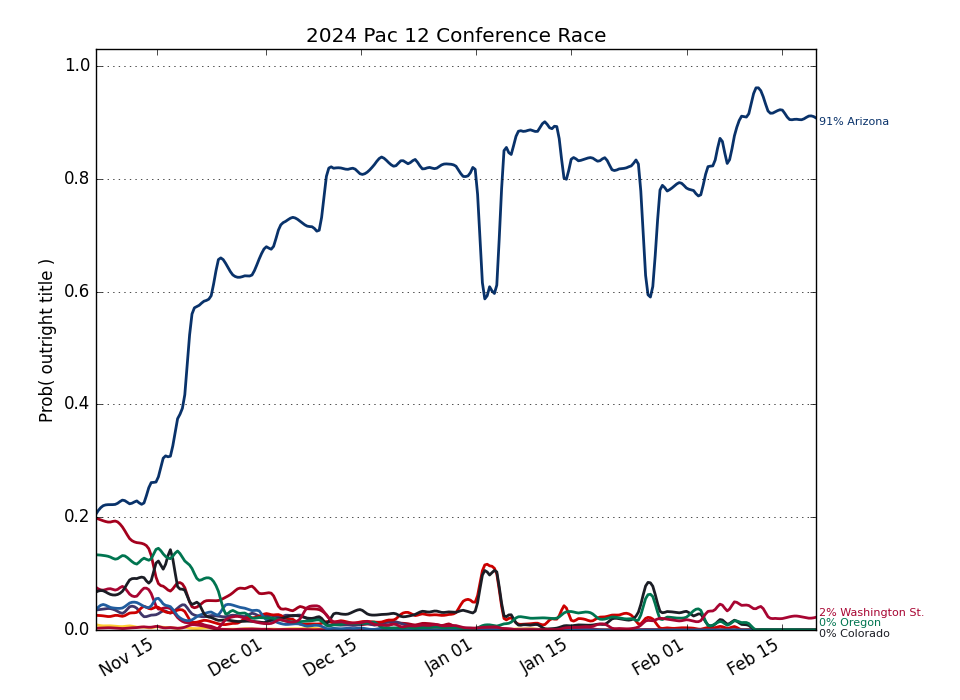 2024 Pac 12 Conference Race
Prob( outright title )
1.0
0.8
0.6
0.4
0.2
0.0
91% Arizona
2% Washington St.
0% Oregon
0% Colorado
Nov 15
Dec 01
Dec 15
Jan 01
Jan 15
Feb 01
Feb 15